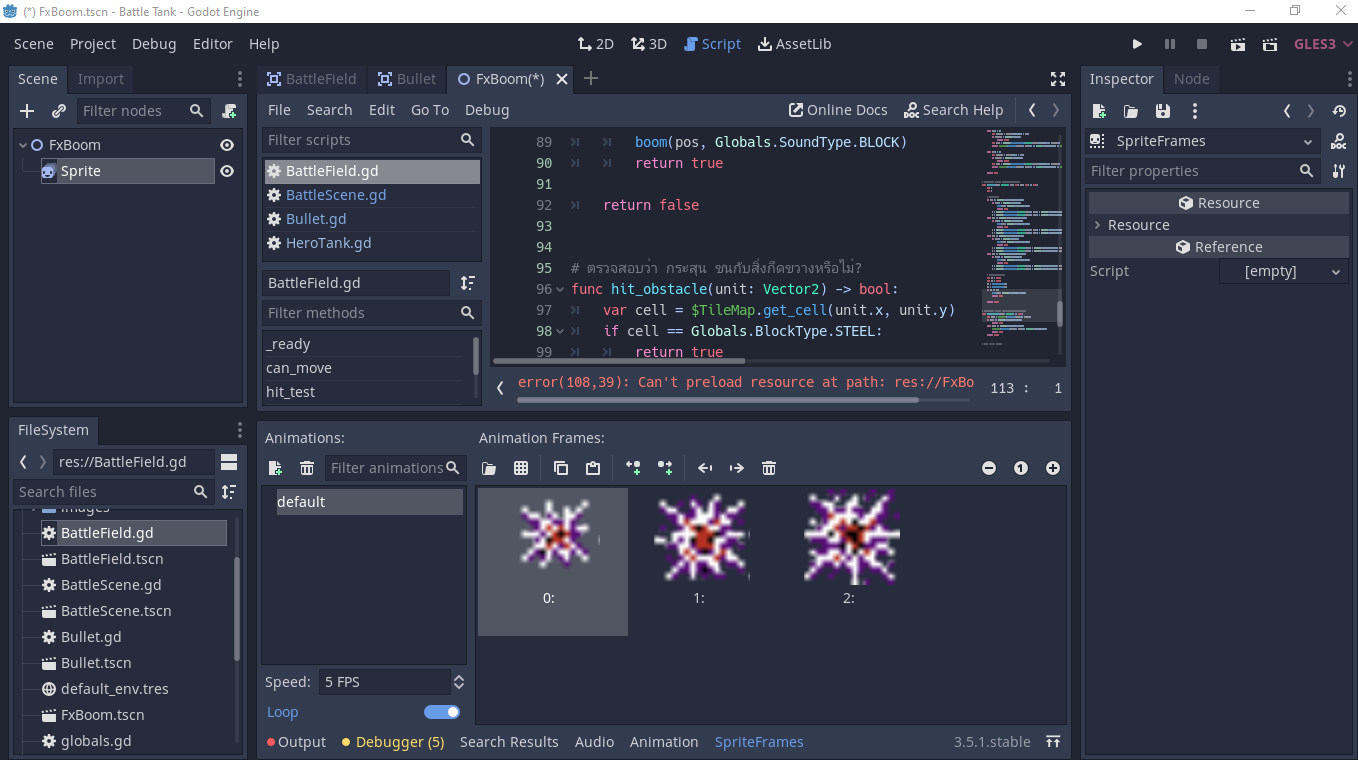 (*) FxBoom.tscn - Battle Tank - Godot Engine
Scene Project Debug Editor Help
2D 3D Script AssetLib
GLES3
Scene Import
Filter nodes
FxBoom
Sprite
BattleField Bullet FxBoom(*)
File Search Edit Go To Debug
Online Docs Search Help
Filter scripts
BattleField.gd
BattleScene.gd
Bullet.gd
HeroTank.gd
BattleField.gd
Filter methods
_ready
can_move
hit_test
89 boom(pos, Globals.SoundType.BLOCK)
90 return true
91
92 return false
93
94
95 # ตรวจสอบว่า กระสุน ชนกับสิ่งกีดขวางหรือไม่?
96 func hit_obstacle(unit: Vector2) -> bool:
97 var cell = $TileMap.get_cell(unit.x, unit.y)
98 if cell == Globals.BlockType.STEEL:
99 return true
error(108,39): Can't preload resource at path: res://FxBo
113 : 1
Inspector Node
SpriteFrames
Filter properties
Resource
Resource
Reference
Script [empty]
FileSystem
res://BattleField.gd
Search files
images
BattleField.gd
BattleField.tscn
BattleScene.gd
BattleScene.tscn
Bullet.gd
Bullet.tscn
default_env.tres
FxBoom.tscn
globals.gd
Animations:
Filter animations
default
Speed: 5 FPS
Loop
Animation Frames:
1
0: 1: 2:
Output Debugger (5) Search Results Audio Animation SpriteFrames
3.5.1.stable